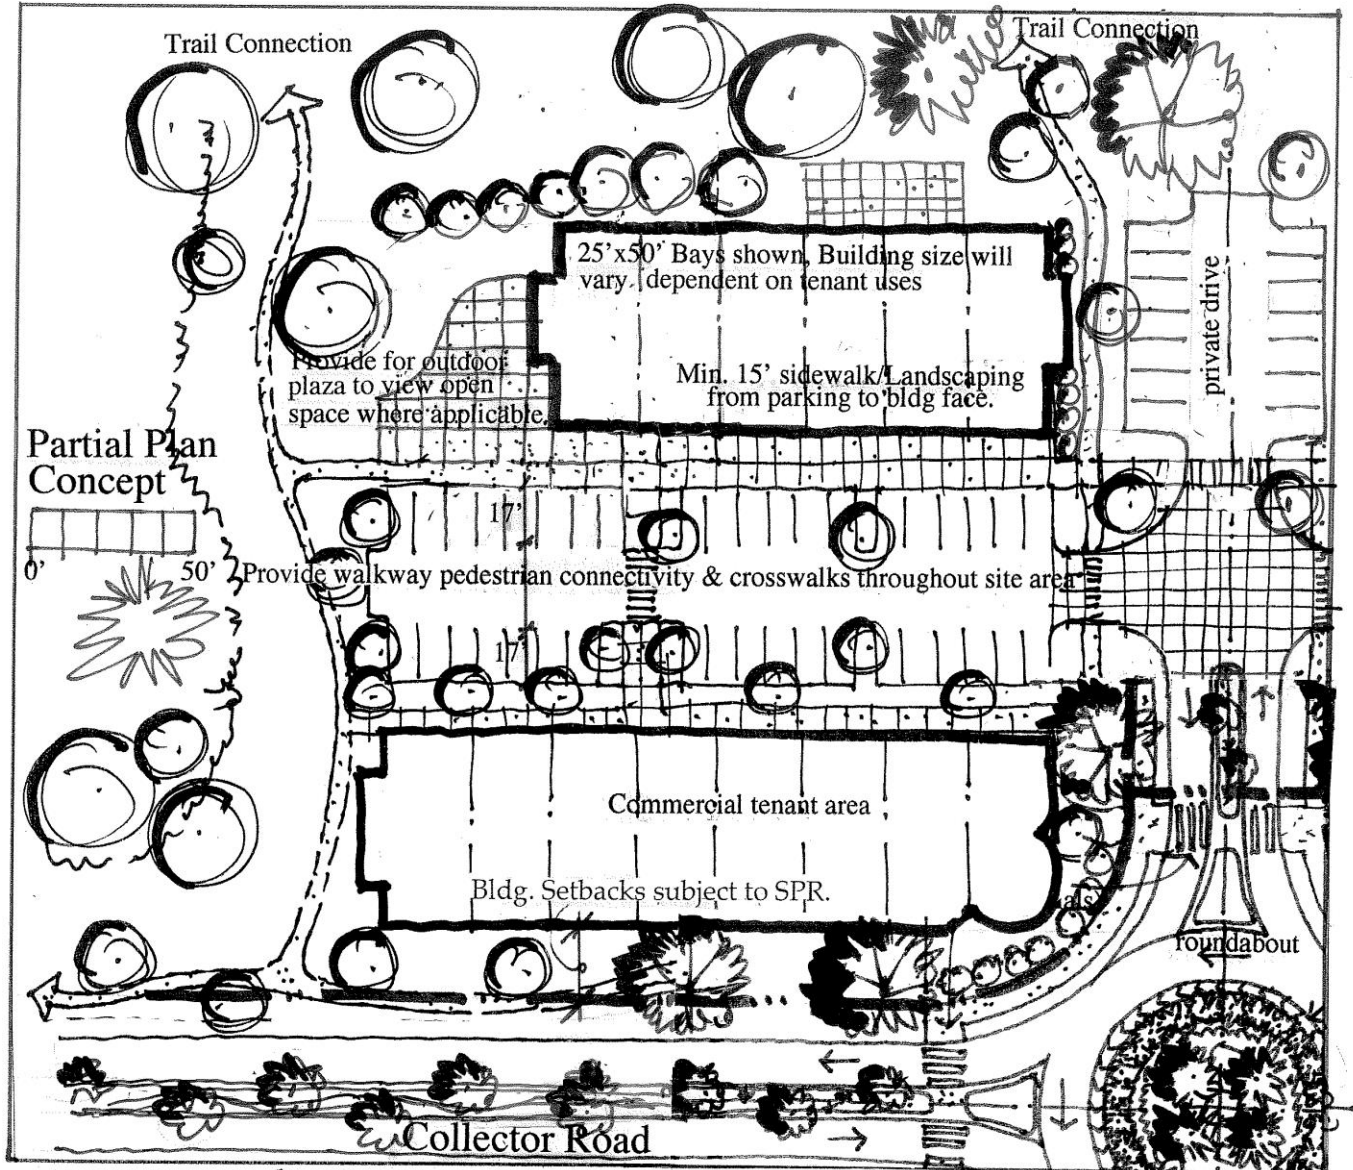 Trail Connection
Trail Connection
25'x50' Bays shown, Building size will
vary, dependent on tenant uses
private drive
Provide for outdoor
plaza to view open
space where applicable.
Min. 15' sidewalk/Landscaping
from parking to bldg face.
Partial Plan
Concept
0'
50'
17'
Provide walkway pedestrian connectivity & crosswalks throughout site area
17'
Commercial tenant area
Bldg. Setbacks subject to SPR.
roundabout
Collector Road